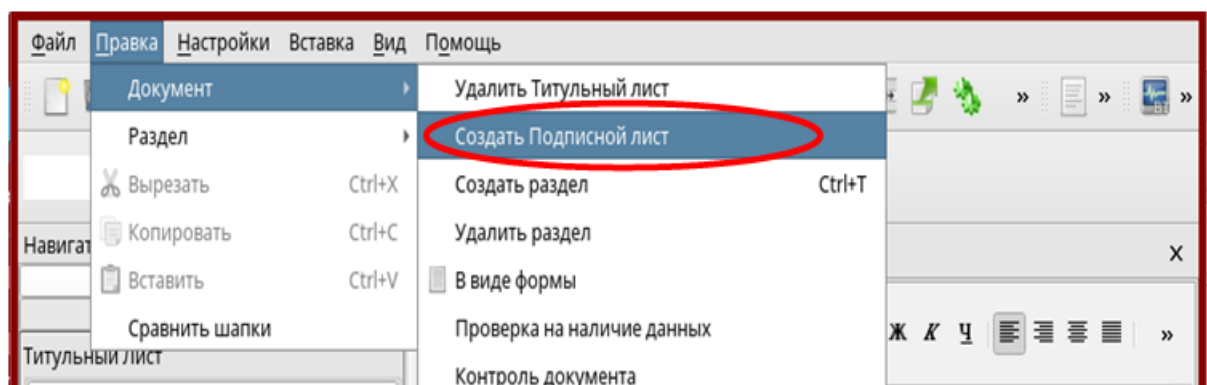 Файл Правка Настройки Вставка Вид Помощь
Документ
Удалить Титульный лист
» » »
Раздел
Создать Подписной лист
Вырезать Ctrl+X
Создать раздел Ctrl+T
Навигат
Копировать Ctrl+C
Удалить раздел
x
Вставить Ctrl+V
В виде формы
Сравнить шапки
Проверка на наличие данных
Ж К Ч »
Титульный Лист
Контроль документа